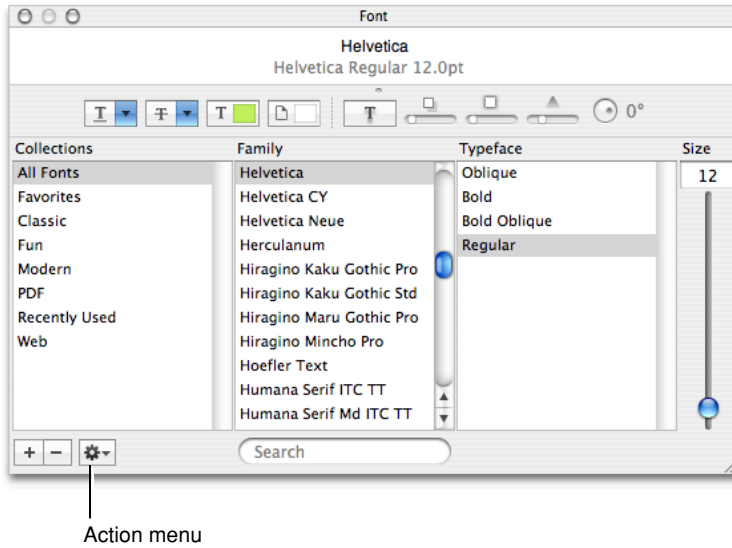 Font
Helvetica
Helvetica Regular 12.0pt
T T T T 0°
Collections Family Typeface Size
All Fonts Helvetica Oblique 12
Favorites Helvetica CY Bold
Classic Helvetica Neue Bold Oblique
Fun Herculanum Regular
Modern Hiragino Kaku Gothic Pro
PDF Hiragino Kaku Gothic Std
Recently Used Hiragino Maru Gothic Pro
Web Hiragino Mincho Pro
Hoefler Text
Humana Serif ITC TT
Humana Serif Md ITC TT
+ − Search
Action menu